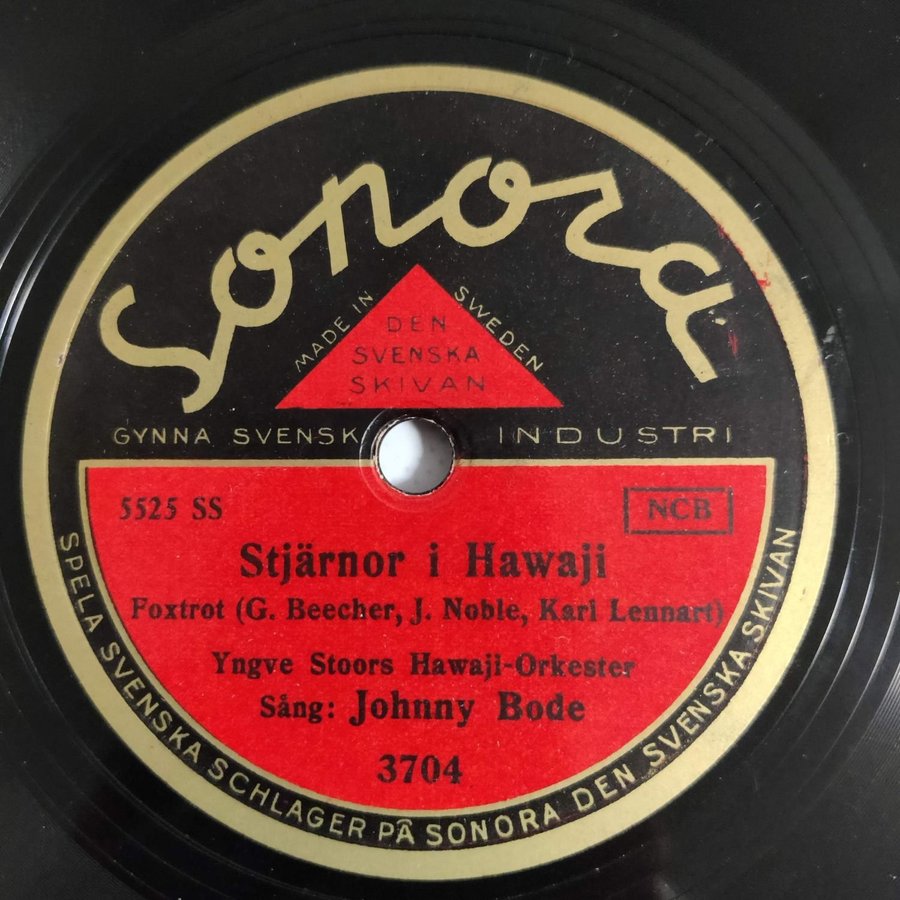 Sonora
MADE IN SWEDEN
DEN
SVENSKA
SKIVAN
GYNNA SVENSK INDUSTRI
5525 SS
NCB
Stjärnor i Hawaji
Foxtrot (G. Beecher, J. Noble, Karl Lennart)
Yngve Stoors Hawaji-Orkester
Sång: Johnny Bode
3704
SPELA SVENSKA SCHLAGER PÅ SONORA DEN SVENSKA SKIVAN